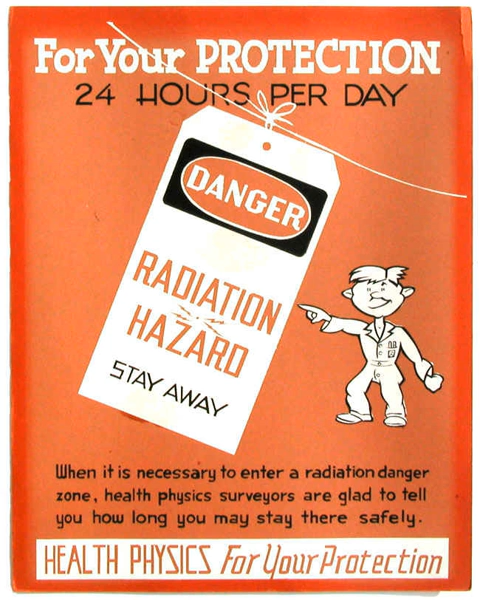 For Your PROTECTION
24 HOURS PER DAY
DANGER
RADIATION
HAZARD
STAY AWAY
When it is necessary to enter a radiation danger
zone, health physics surveyors are glad to tell
you how long you may stay there safely.
HEALTH PHYSICS For Your Protection